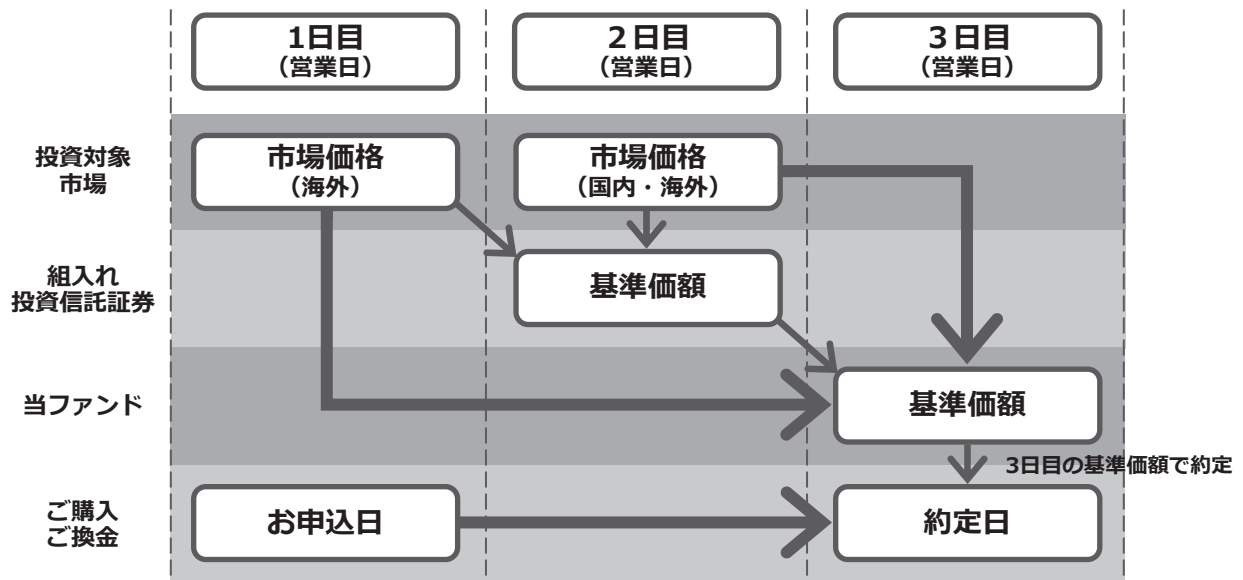 1日目
（営業日）
２日目
（営業日）
３日目
（営業日）
投資対象
市場
市場価格
（海外）
市場価格
（国内・海外）
組入れ
投資信託証券
基準価額
当ファンド
基準価額
3日目の基準価額で約定
ご購入
ご換金
お申込日
約定日